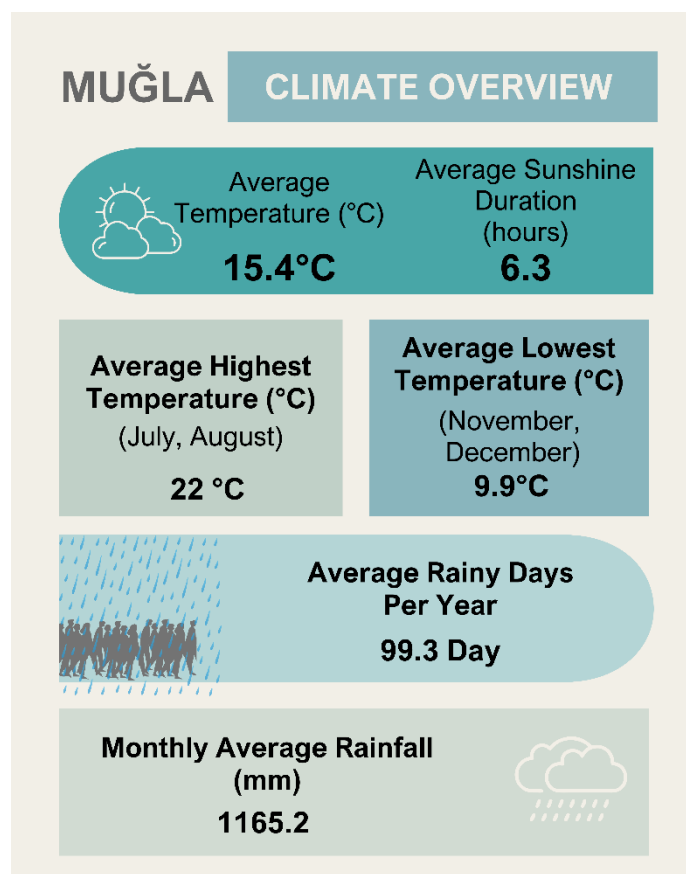 MUĞLA
CLIMATE OVERVIEW
Average
Temperature (°C)
15.4°C
Average Sunshine
Duration
(hours)
6.3
Average Highest
Temperature (°C)
(July, August)
22 °C
Average Lowest
Temperature (°C)
(November,
December)
9.9°C
Average Rainy Days
Per Year
99.3 Day
Monthly Average Rainfall
(mm)
1165.2